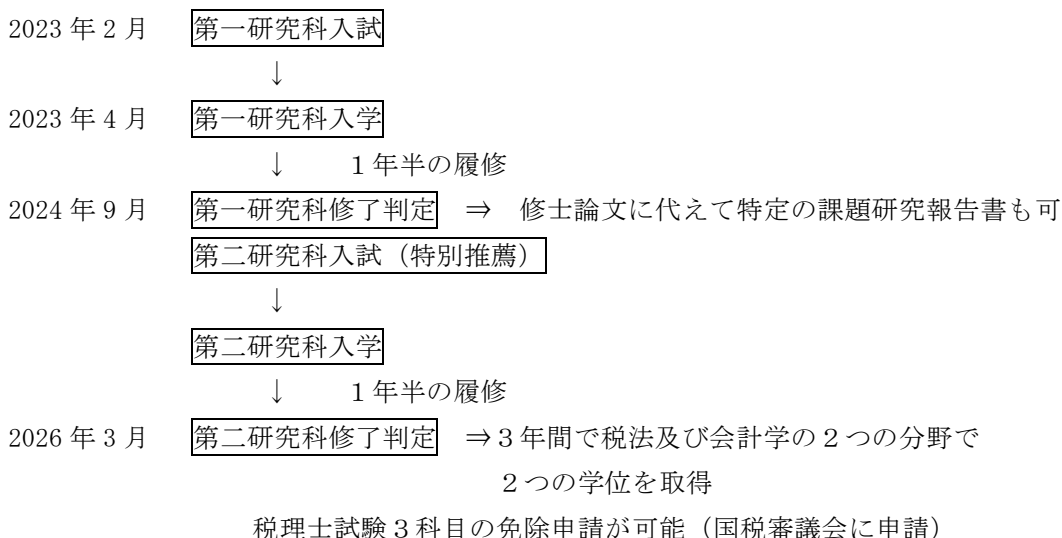 2023 年 2 月 第一研究科入試
↓
2023 年 4 月 第一研究科入学
↓ 1年半の履修
2024 年 9 月 第一研究科修了判定 ⇒ 修士論文に代えて特定の課題研究報告書も可
第二研究科入試（特別推薦）
↓
第二研究科入学
↓ 1年半の履修
2026 年 3 月 第二研究科修了判定 ⇒3年間で税法及び会計学の2つの分野で
2つの学位を取得
税理士試験3科目の免除申請が可能（国税審議会に申請）